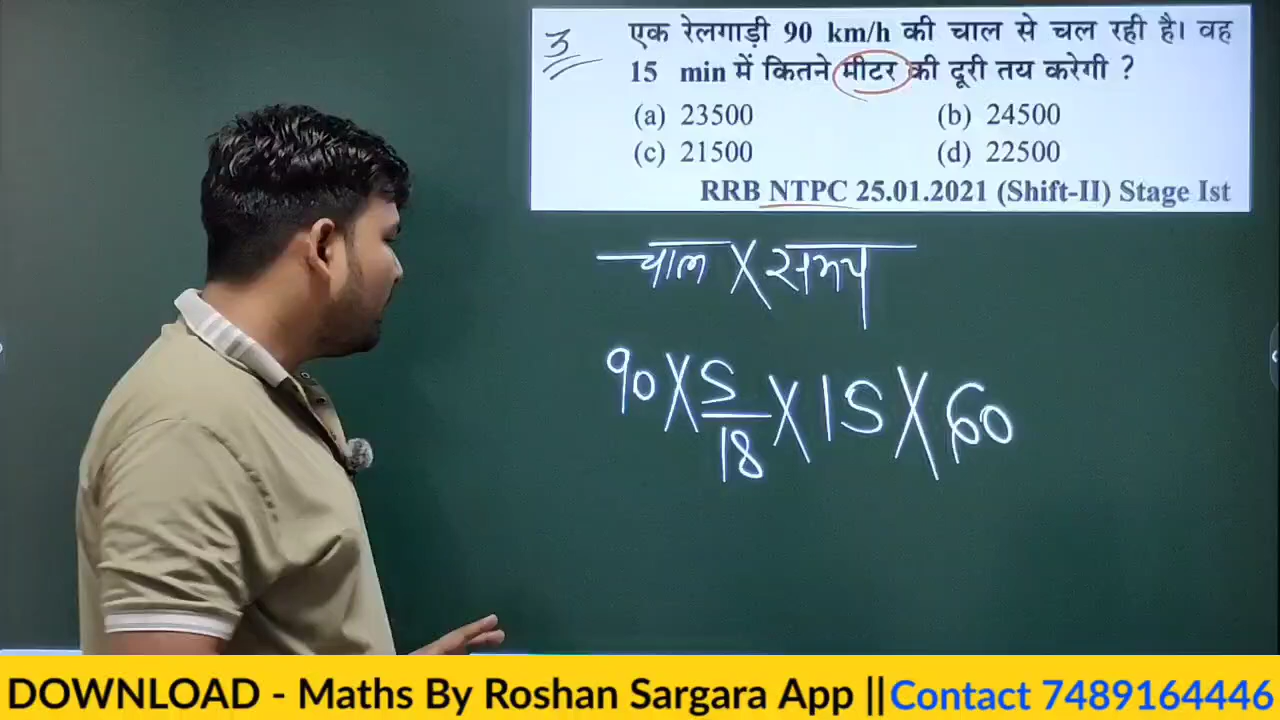 3
एक रेलगाड़ी 90 km/h की चाल से चल रही है। वह
15 min में कितने मीटर की दूरी तय करेगी ?
(a) 23500 (b) 24500
(c) 21500 (d) 22500
RRB NTPC 25.01.2021 (Shift-II) Stage Ist
चाल X समय
90 X 5/18 X 15 X 60
DOWNLOAD - Maths By Roshan Sargara App ||Contact 7489164446